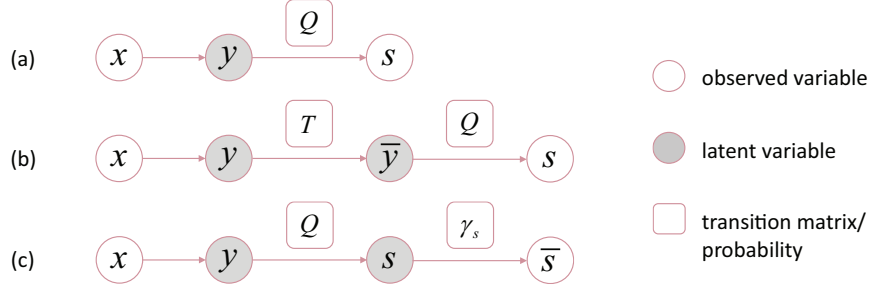 Q
(a) x y s
observed variable
T Q
(b) x y ȳ s
latent variable
Q γₛ
transition matrix/
probability
(c) x y s s̄